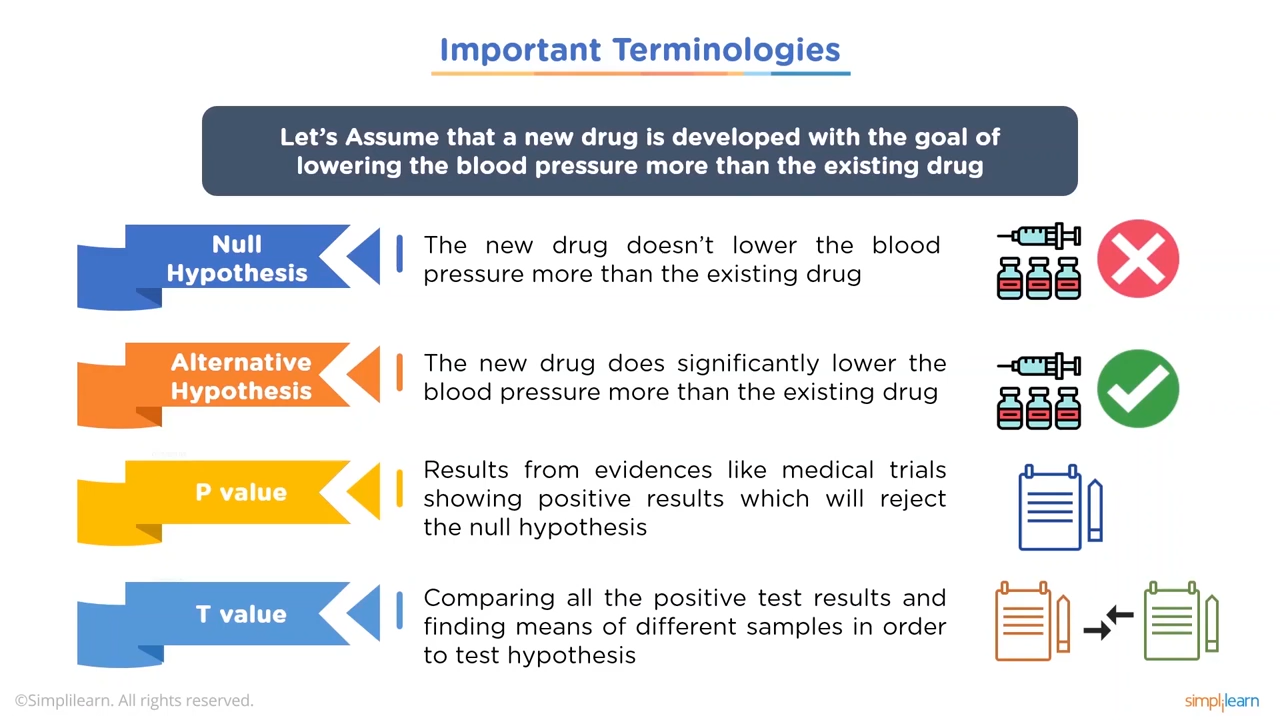 Important Terminologies
Let's Assume that a new drug is developed with the goal of
lowering the blood pressure more than the existing drug
Null
Hypothesis
The new drug doesn't lower the blood
pressure more than the existing drug
Alternative
Hypothesis
The new drug does significantly lower the
blood pressure more than the existing drug
P value
Results from evidences like medical trials
showing positive results which will reject
the null hypothesis
T value
Comparing all the positive test results and
finding means of different samples in order
to test hypothesis
©Simplilearn. All rights reserved.
simplilearn